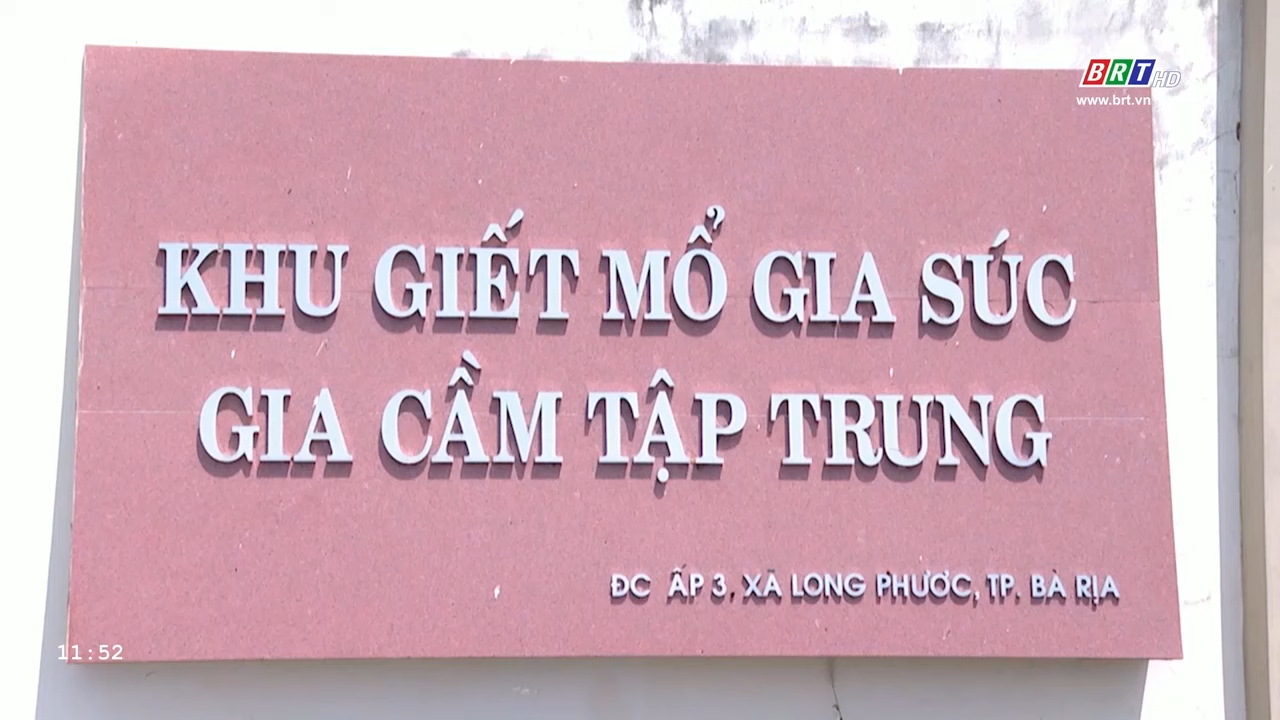 BRT HD
www.brt.vn
KHU GIẾT MỔ GIA SÚC
GIA CẦM TẬP TRUNG
ĐC ẤP 3, XÃ LONG PHƯỚC, TP. BÀ RỊA
11:52